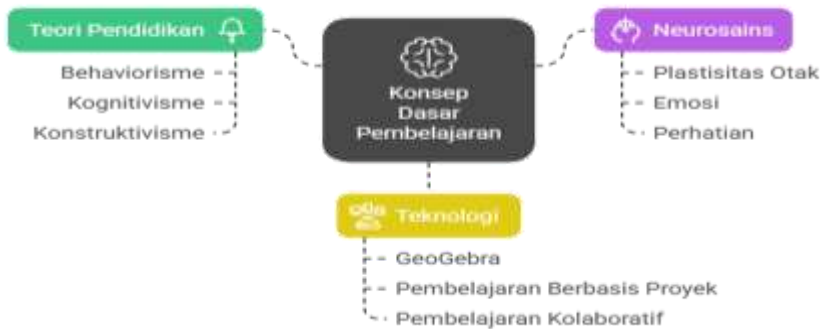 Teori Pendidikan
Behaviorisme
Kognitivisme
Konstruktivisme
Konsep
Dasar
Pembelajaran
Neurosains
Plastisitas Otak
Emosi
Perhatian
Teknologi
GeoGebra
Pembelajaran Berbasis Proyek
Pembelajaran Kolaboratif